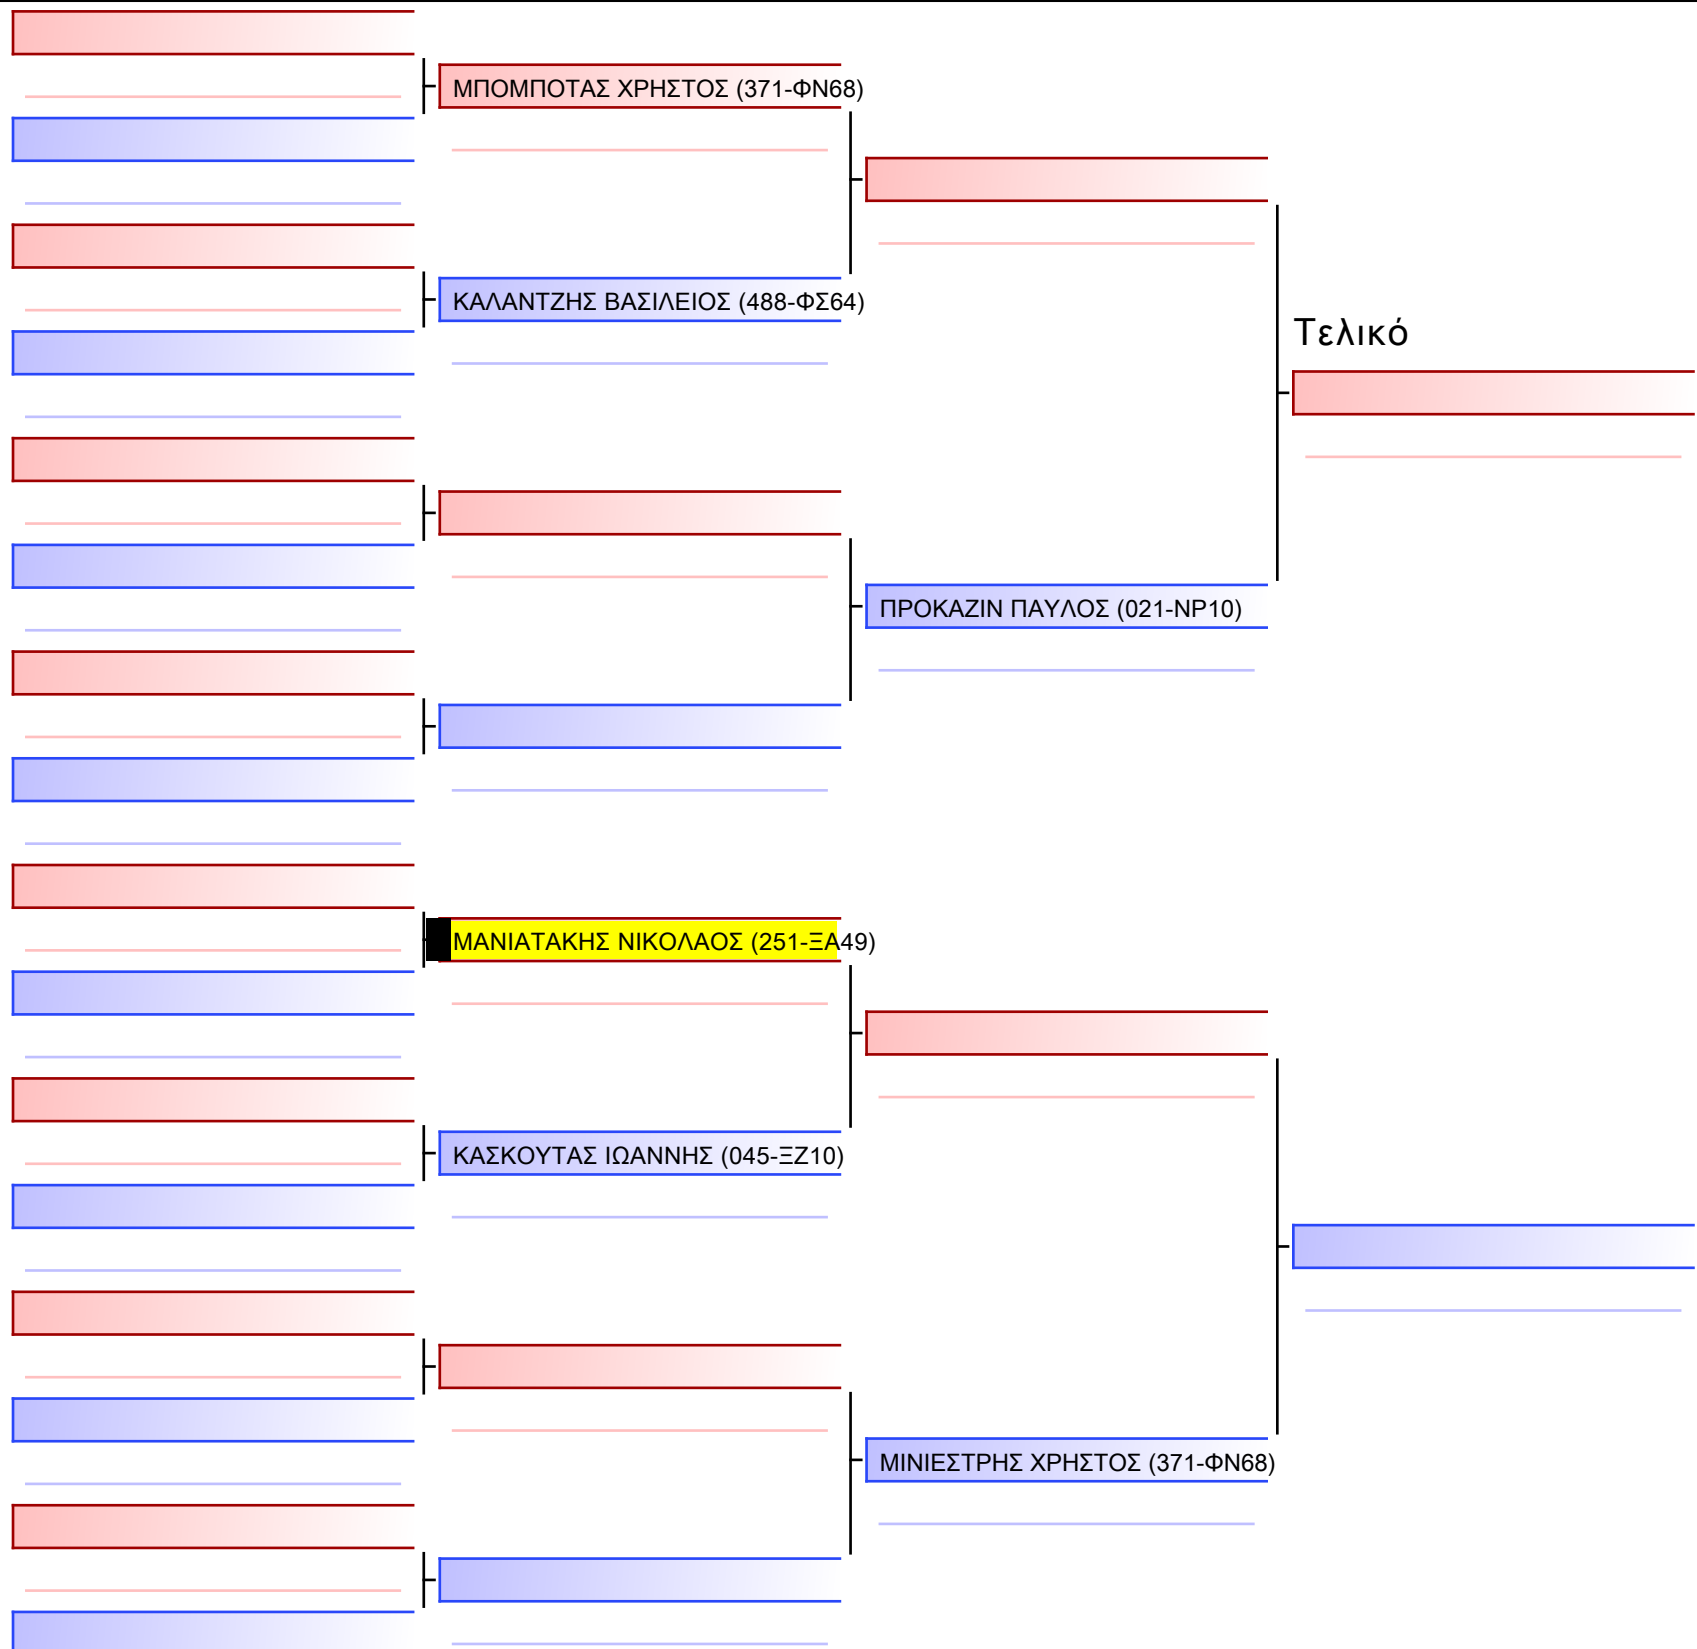 ΜΠΟΜΠΟΤΑΣ ΧΡΗΣΤΟΣ (371-ΦΝ68)
ΚΑΛΑΝΤΖΗΣ ΒΑΣΙΛΕΙΟΣ (488-ΦΣ64)
Τελικό
ΠΡΟΚΑΖΙΝ ΠΑΥΛΟΣ (021-ΝΡ10)
ΜΑΝΙΑΤΑΚΗΣ ΝΙΚΟΛΑΟΣ (251-ΞΑ49)
ΚΑΣΚΟΥΤΑΣ ΙΩΑΝΝΗΣ (045-ΞΖ10)
ΜΙΝΙΕΣΤΡΗΣ ΧΡΗΣΤΟΣ (371-ΦΝ68)